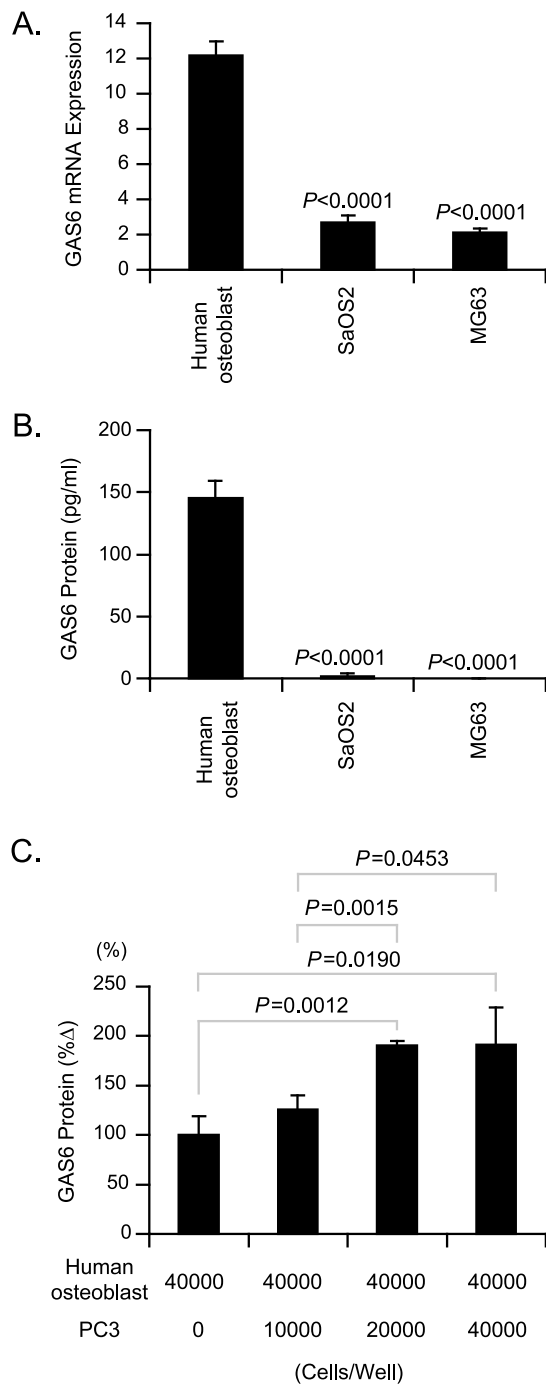 A.
GAS6 mRNA Expression
14
12
10
8
6
4
2
0
P<0.0001
P<0.0001
Human
osteoblast
SaOS2
MG63
B.
GAS6 Protein (pg/ml)
200
150
100
50
0
P<0.0001
P<0.0001
Human
osteoblast
SaOS2
MG63
C.
P=0.0453
P=0.0015
(%)
P=0.0190
P=0.0012
GAS6 Protein (%Δ)
250
200
150
100
50
0
Human
osteoblast
40000 40000 40000 40000
PC3 0 10000 20000 40000
(Cells/Well)